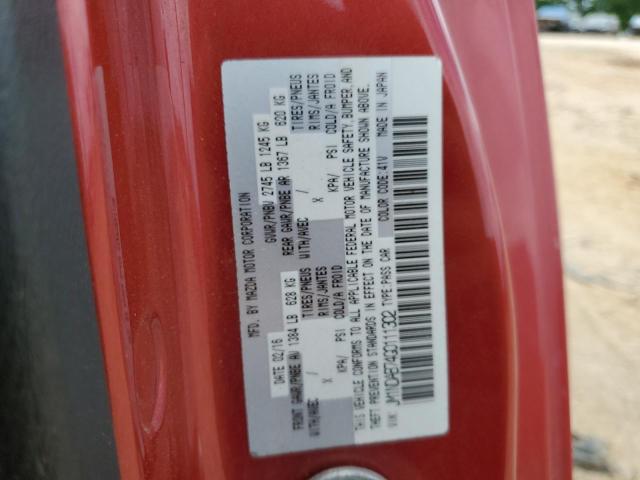 MFD. BY MAZDA MOTOR CORPORATION
DATE 02/16 GVWR/PNBV 2745 LB 1245 KG
FRONT GAWR/PNBE AV 1384 LB 628 KG REAR GAWR/PNBE AR 1367 LB 620 KG
WITH/AVEC / TIRES/PNEUS WITH/AVEC / TIRES/PNEUS
X RIMS/JANTES X RIMS/JANTES
KPA/ PSI COLD/A FROID KPA/ PSI COLD/A FROID
THIS VEHICLE CONFORMS TO ALL APPLICABLE FEDERAL MOTOR VEHICLE SAFETY, BUMPER, AND
THEFT PREVENTION STANDARDS IN EFFECT ON THE DATE OF MANUFACTURE SHOWN ABOVE.
TYPE:PASS CAR COLOR CODE:41V MADE IN JAPAN
VIN: JM1NDAB74G0111302